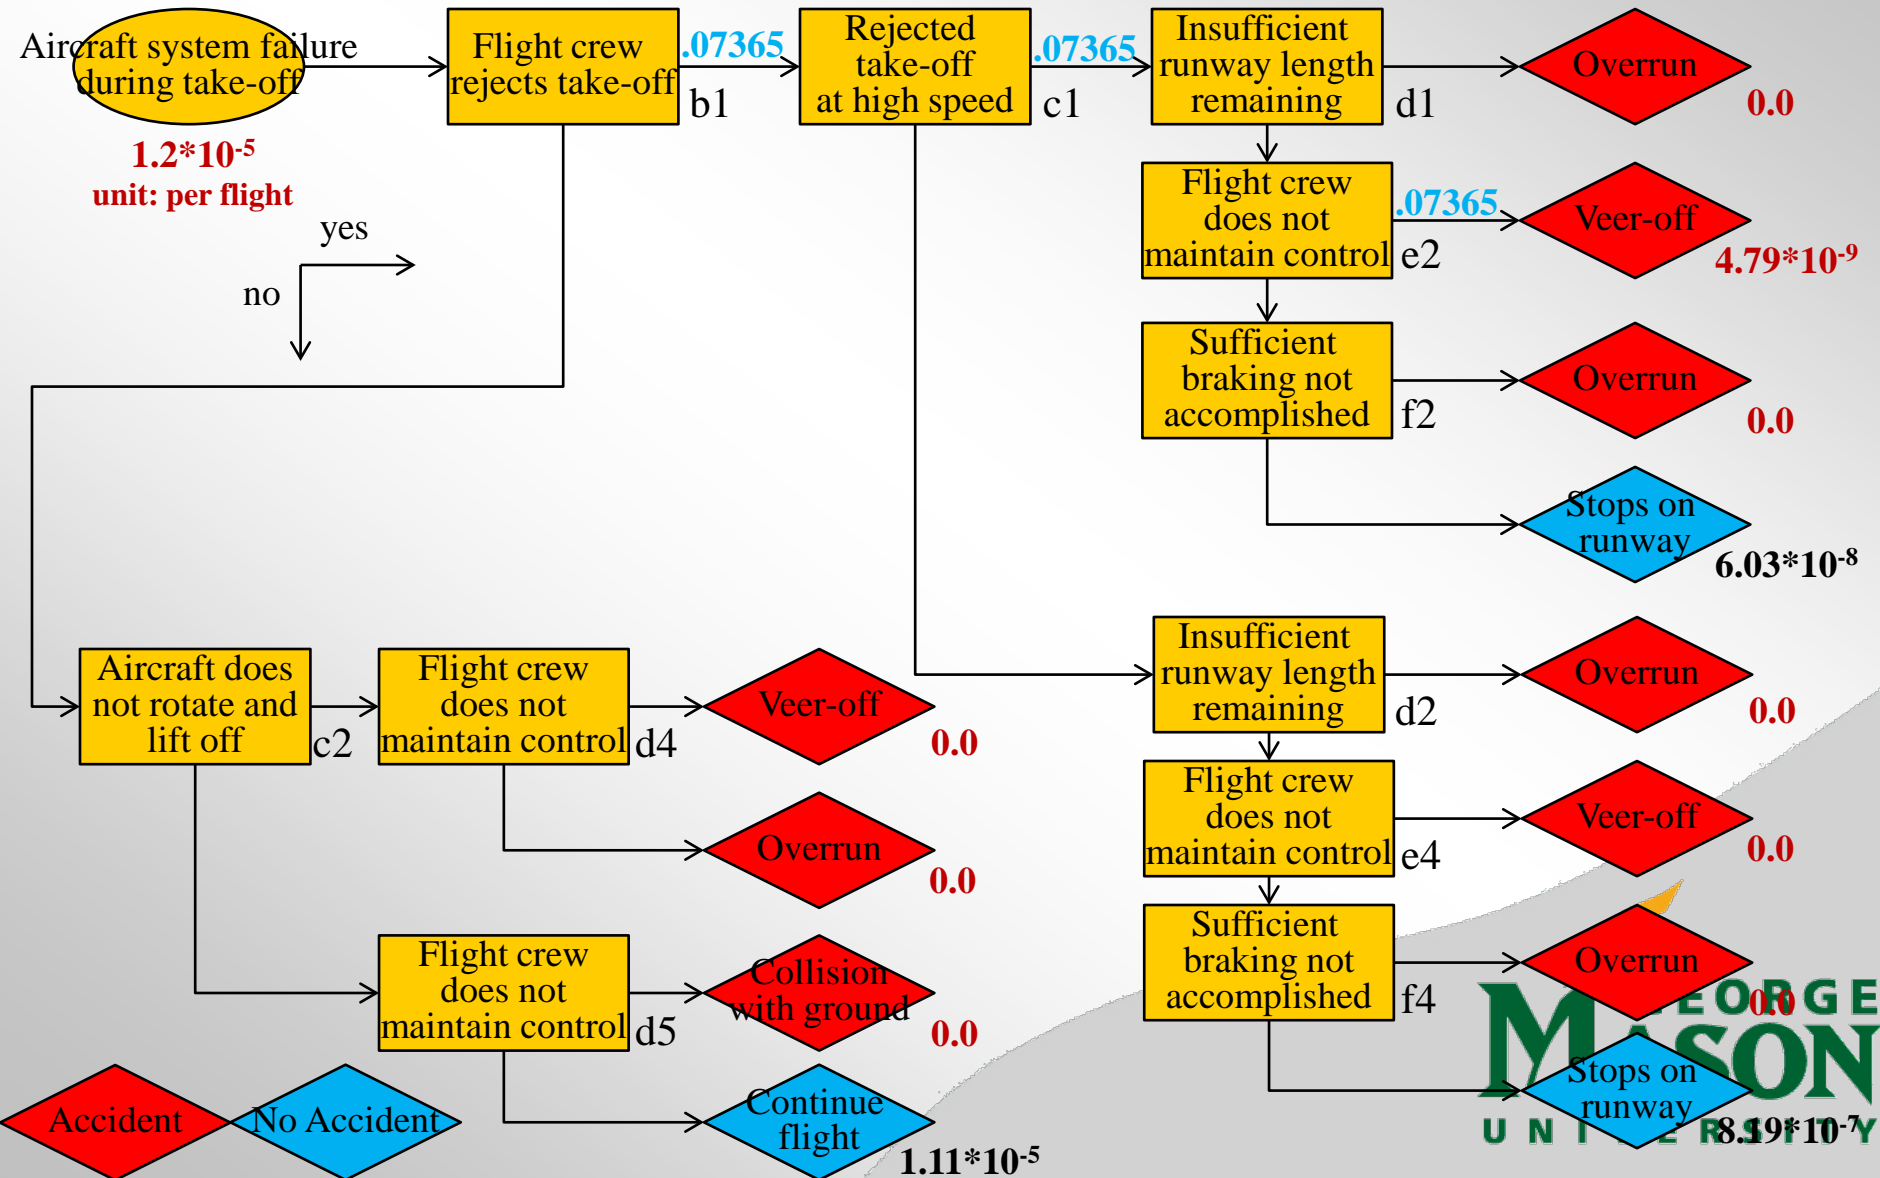 Aircraft system failure
during take-off
1.2*10-5
unit: per flight
yes
no
Flight crew
rejects take-off
.07365
b1
Rejected
take-off
at high speed
.07365
c1
Insufficient
runway length
remaining
d1
Overrun
0.0
Flight crew
does not
maintain control
.07365
e2
Veer-off
4.79*10-9
Sufficient
braking not
accomplished
f2
Overrun
0.0
Stops on
runway
6.03*10-8
Insufficient
runway length
remaining
d2
Overrun
0.0
Flight crew
does not
maintain control
e4
Veer-off
0.0
Sufficient
braking not
accomplished
f4
Overrun
0.0
Stops on
runway
8.19*10-7
Aircraft does
not rotate and
lift off
c2
Flight crew
does not
maintain control
d4
Veer-off
0.0
Overrun
0.0
Flight crew
does not
maintain control
d5
Collision
with ground
0.0
Continue
flight
1.11*10-5
Accident
No Accident
GEORGE
MASON
UNIVERSITY